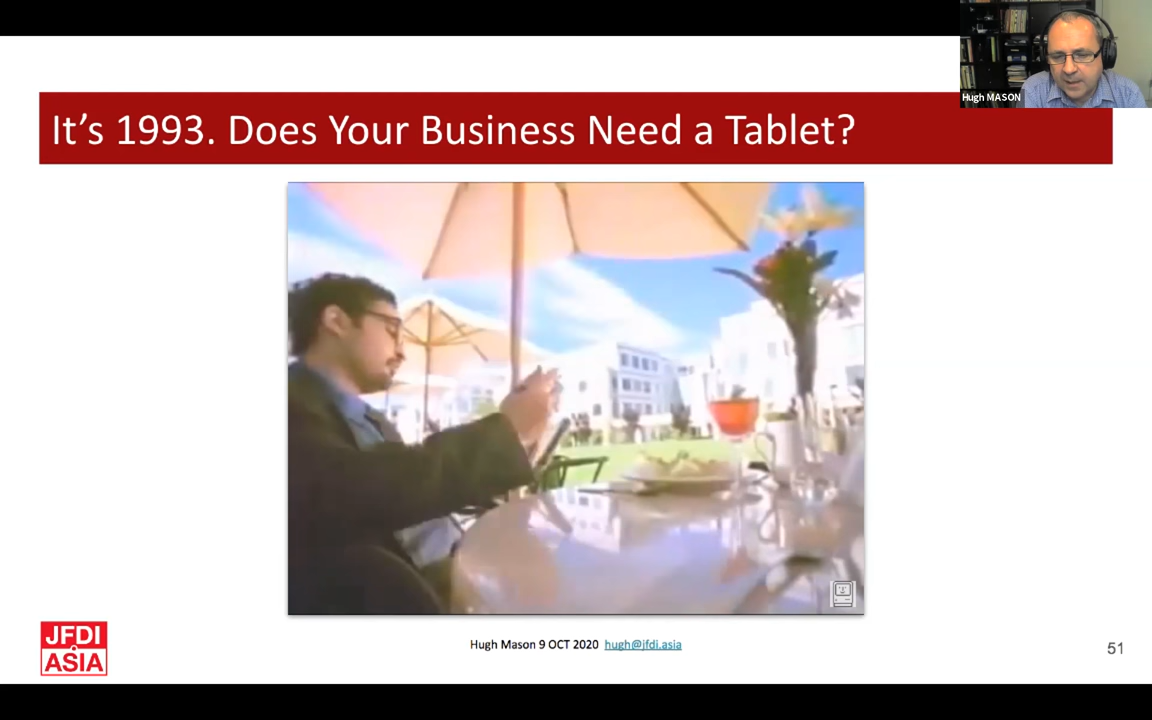 Hugh MASON
It's 1993. Does Your Business Need a Tablet?
JFDI
ASIA
Hugh Mason 9 OCT 2020 hugh@jfdi.asia
51